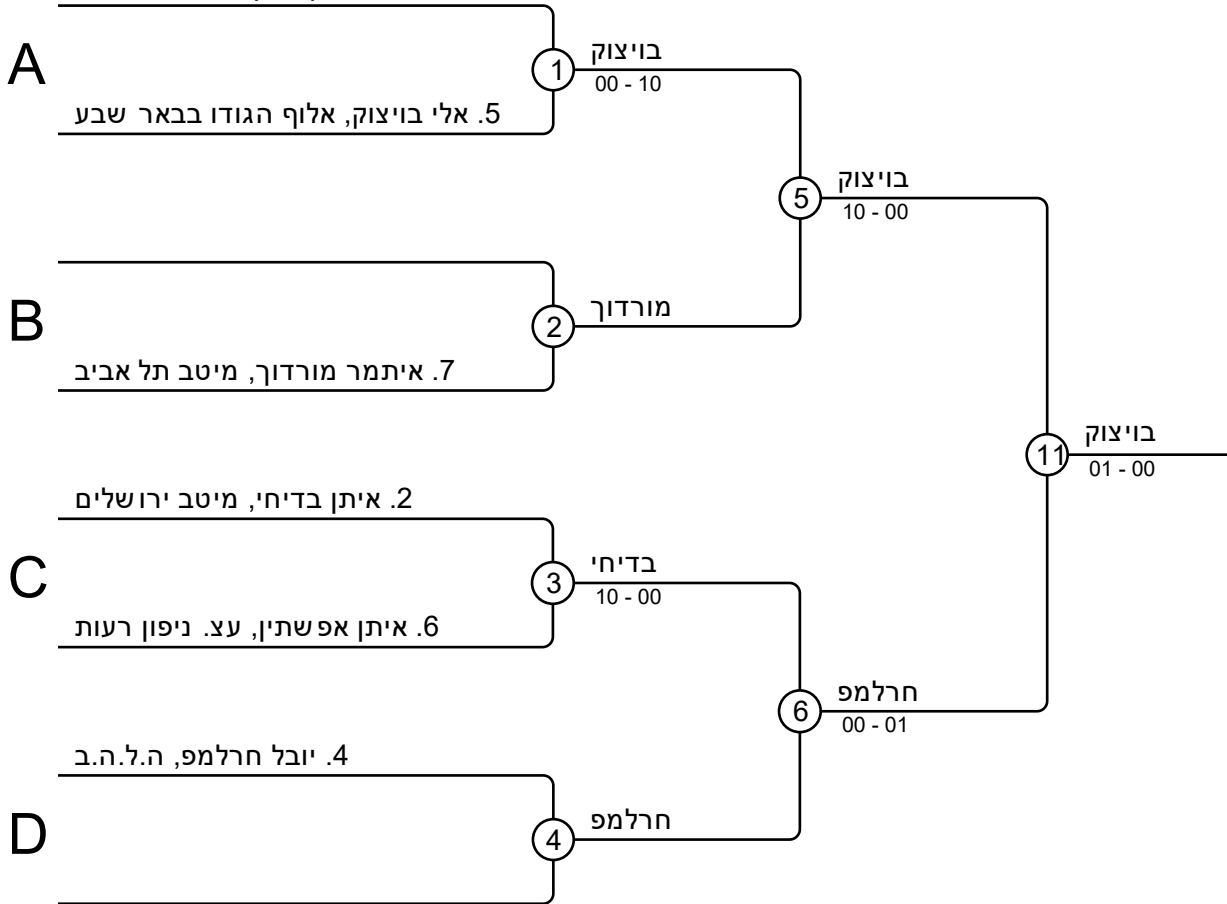 A
1
בויצוק
00 - 10
5. אלי בויצוק, אלוף הגודו בבאר שבע
5
בויצוק
10 - 00
B
2
מורדוך
7. איתמר מורדוך, מיטב תל אביב
11
בויצוק
01 - 00
2. איתן בדיחי, מיטב ירושלים
C
3
בדיחי
10 - 00
6. איתן אפשתין, עצ. ניפון רעות
6
חרלמפ
00 - 01
4. יובל חרלמפ, ה.ל.ה.ב
D
4
חרלמפ